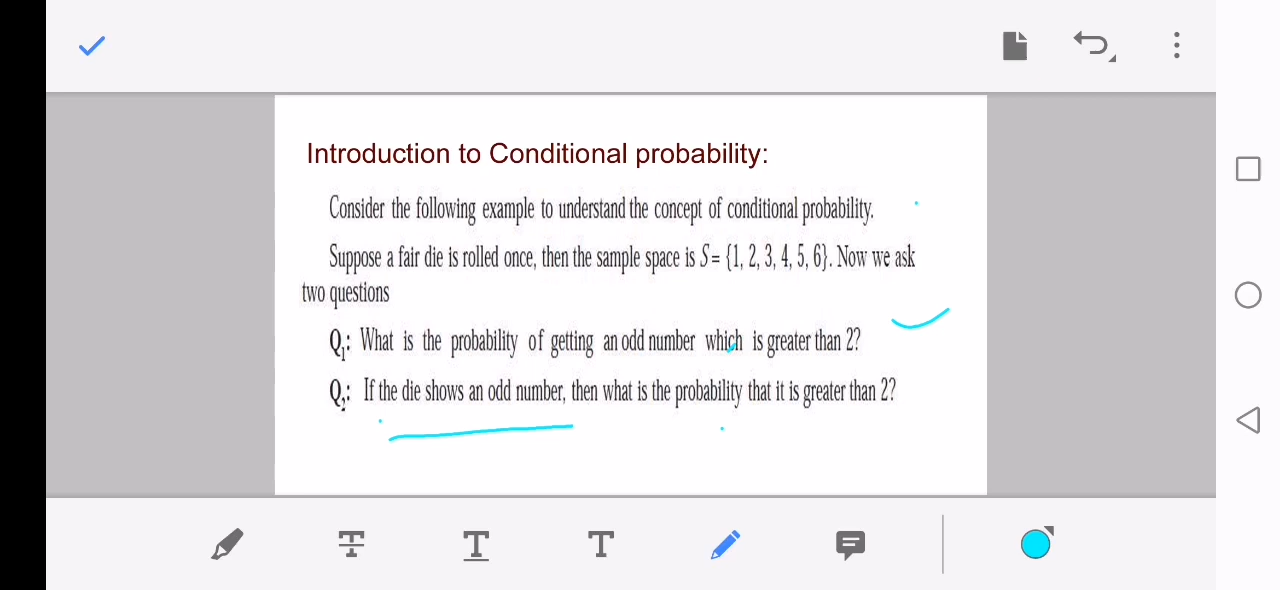 Introduction to Conditional probability:
Consider the following example to understand the concept of conditional probability.
Suppose a fair die is rolled once, then the sample space is S = {1, 2, 3, 4, 5, 6}. Now we ask
two questions
Q₁: What is the probability of getting an odd number which is greater than 2?
Q₂: If the die shows an odd number, then what is the probability that it is greater than 2?